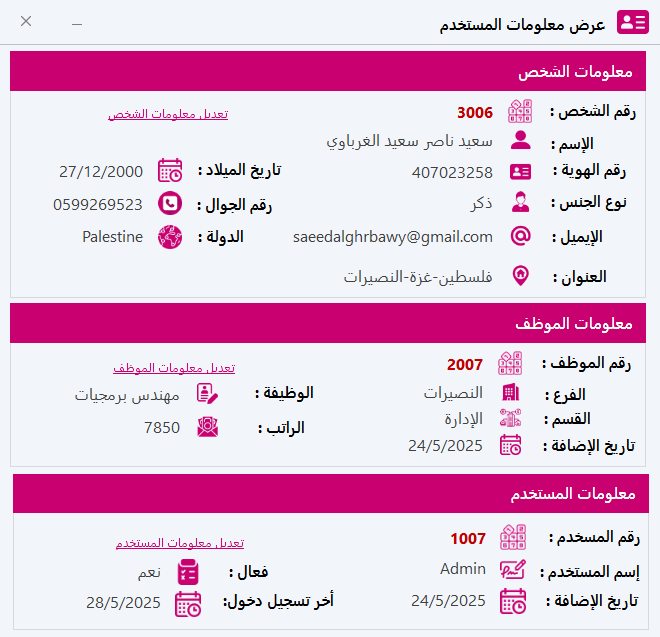 عرض معلومات المستخدم
معلومات الشخص
رقم الشخص : 3006 تعديل معلومات الشخص
الإسم : سعيد ناصر سعيد الغرباوي
رقم الهوية : 407023258 تاريخ الميلاد : 27/12/2000
نوع الجنس : ذكر رقم الجوال : 0599269523
الإيميل : saeedalghrbawy@gmail.com الدولة : Palestine
العنوان : فلسطين-غزة-النصيرات
معلومات الموظف
رقم الموظف : 2007 تعديل معلومات الموظف
الفرع : النصيرات الوظيفة : مهندس برمجيات
القسم : الإدارة الراتب : 7850
تاريخ الإضافة : 24/5/2025
معلومات المستخدم
رقم المسخدم : 1007 تعديل معلومات المستخدم
إسم المستخدم : Admin فعال : نعم
تاريخ الإضافة : 24/5/2025 أخر تسجيل دخول: 28/5/2025